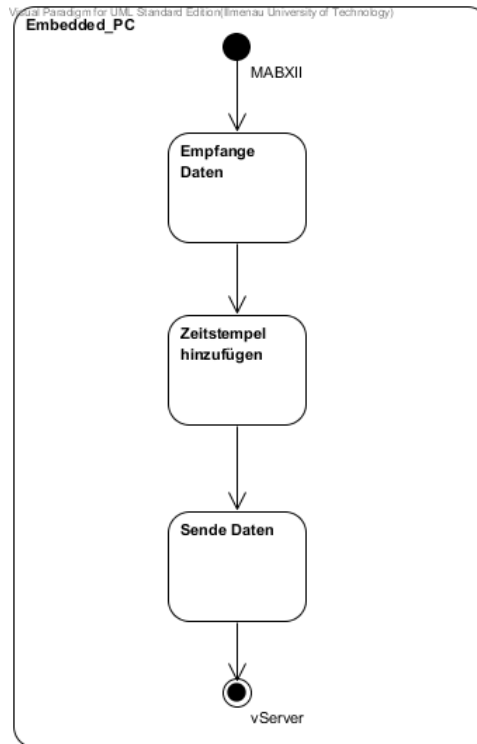 Visual Paradigm for UML Standard Edition(Ilmenau University of Technology)
Embedded_PC
MABXII
Empfange
Daten
Zeitstempel
hinzufügen
Sende Daten
vServer